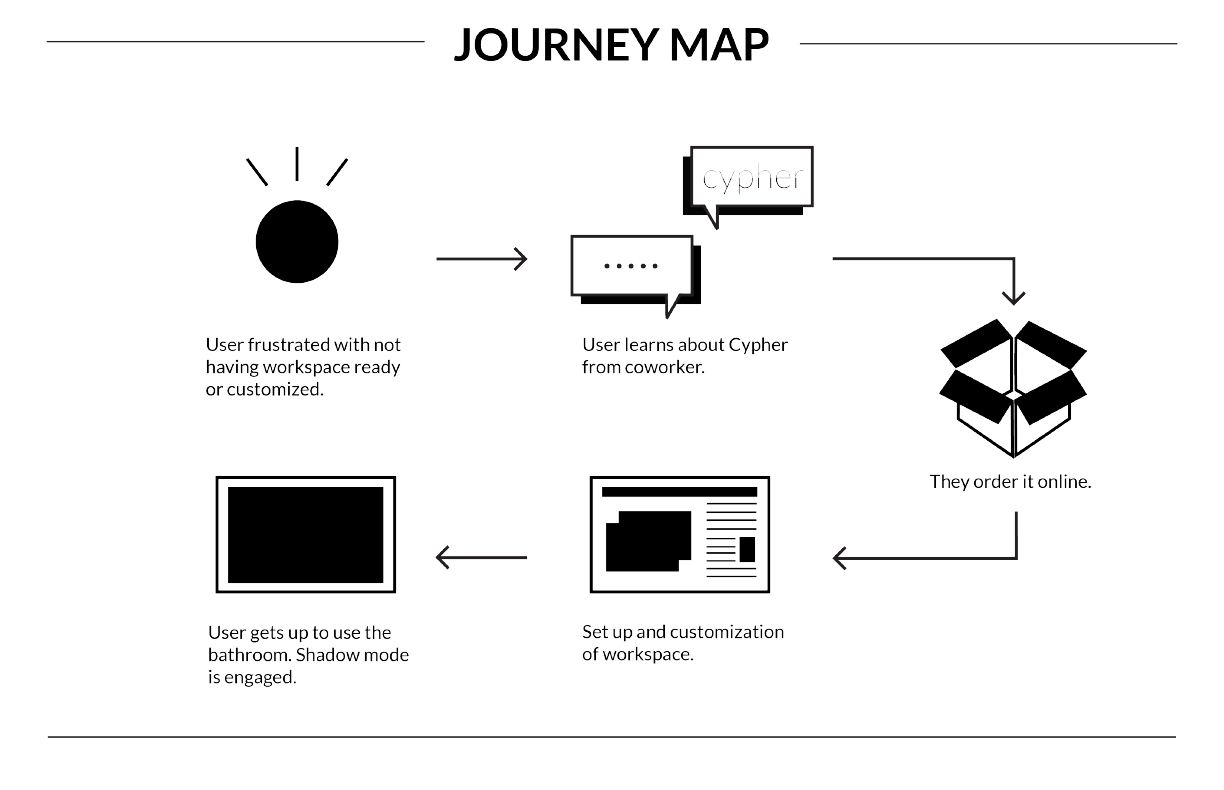 JOURNEY MAP
cypher
.....
User frustrated with not
having workspace ready
or customized.
User learns about Cypher
from coworker.
They order it online.
Set up and customization
of workspace.
User gets up to use the
bathroom. Shadow mode
is engaged.